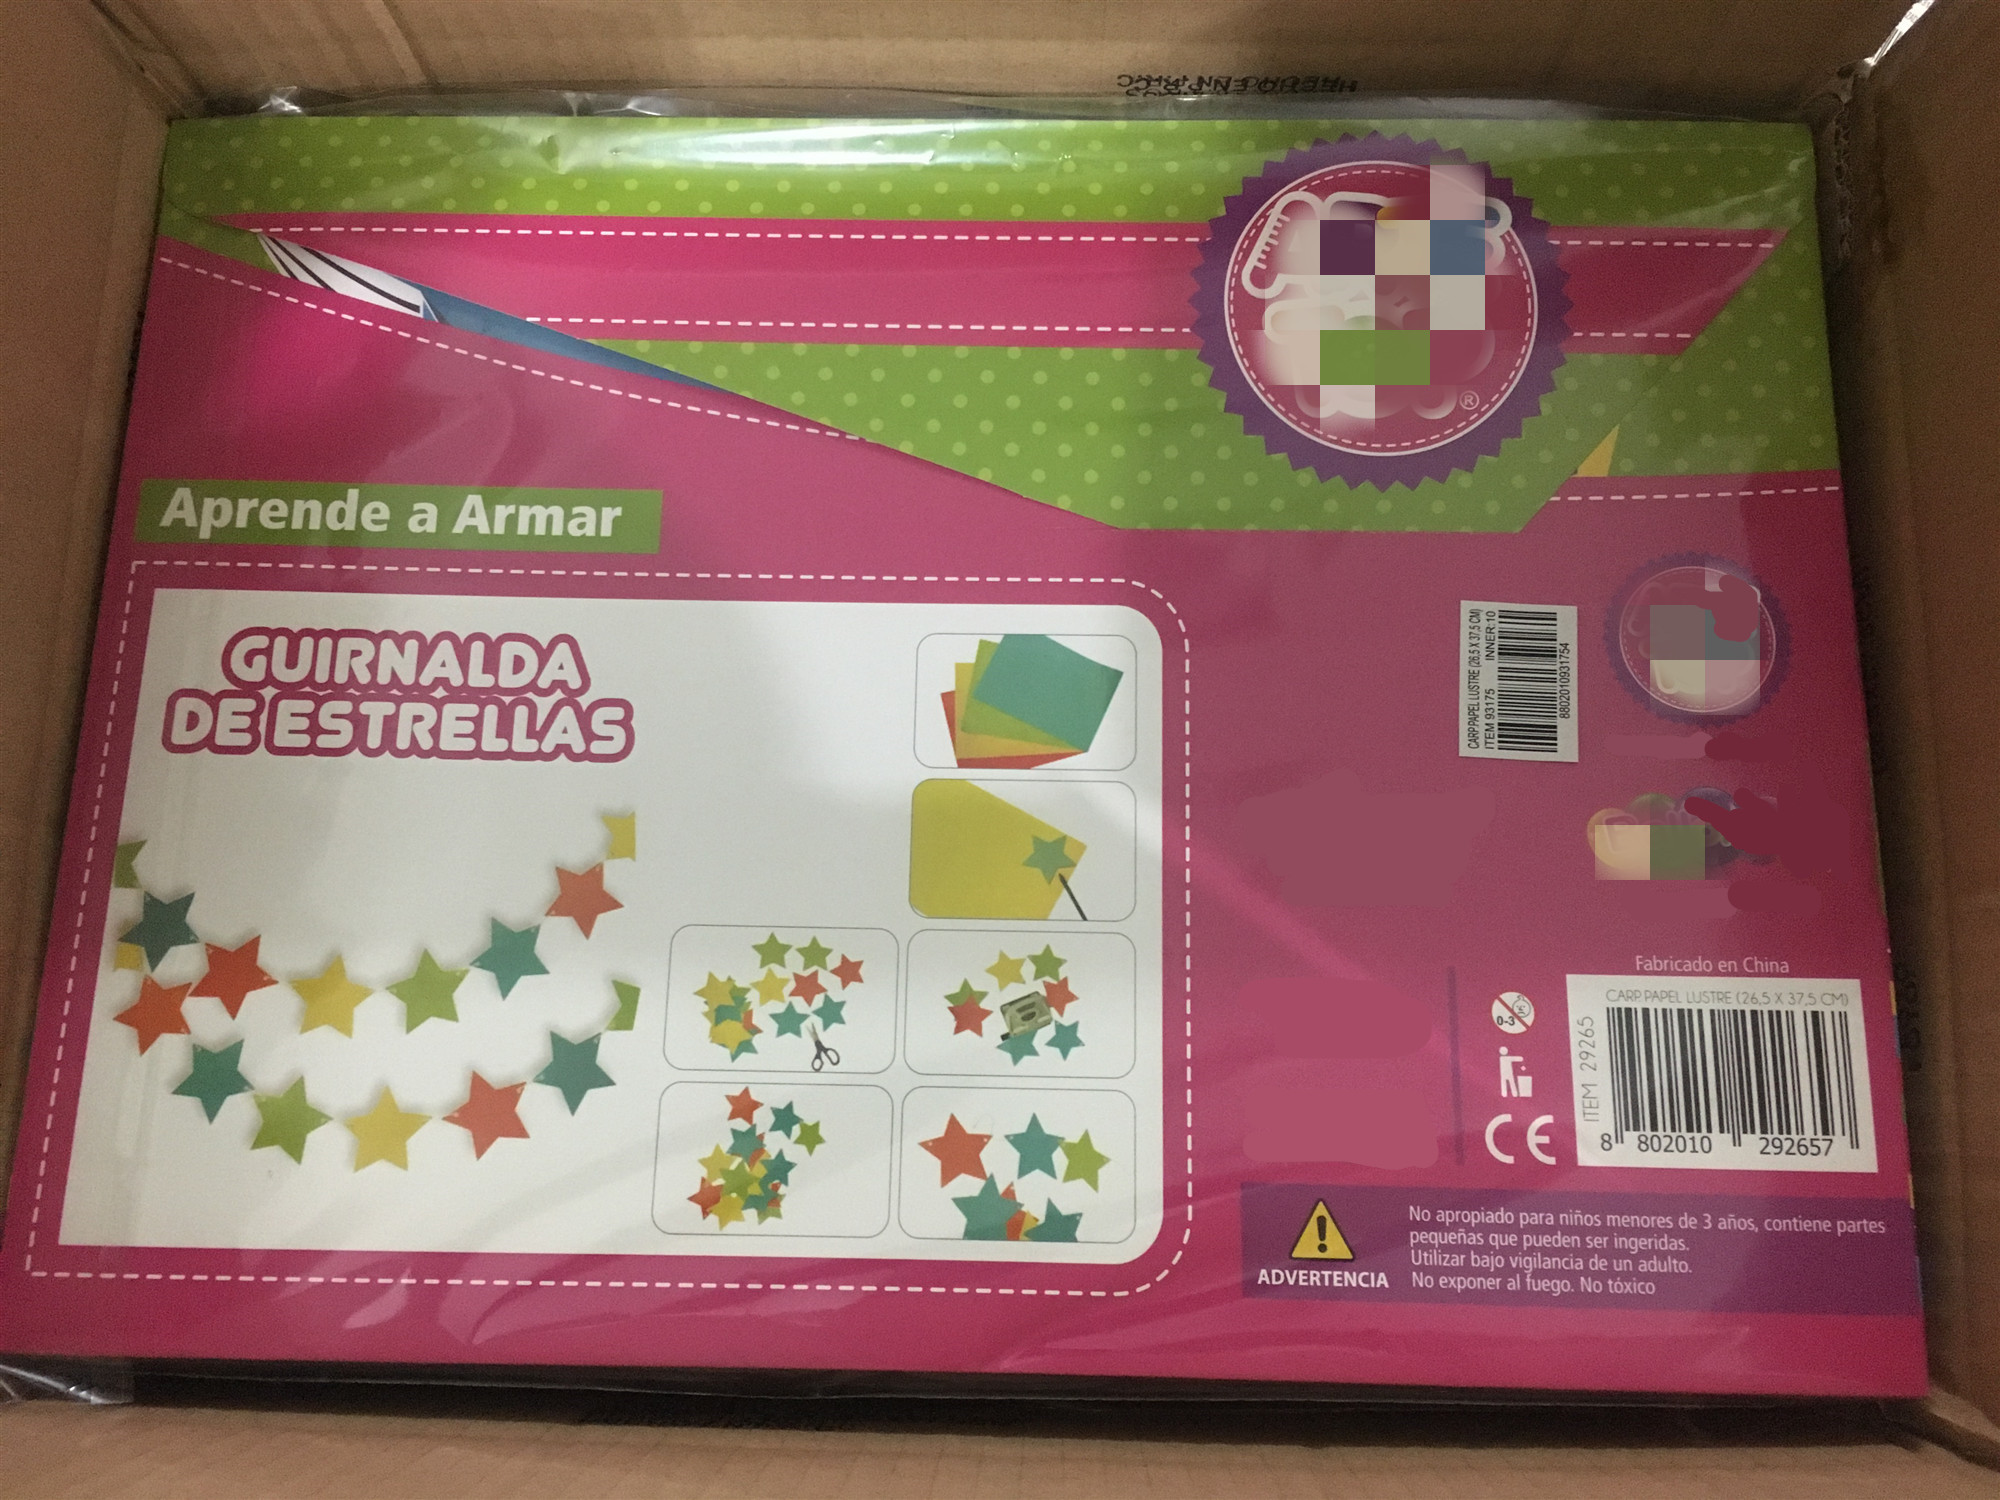 HECHO EN P.R.C
®
Aprende a Armar
GUIRNALDA
DE ESTRELLAS
CARP.PAPEL LUSTRE (26,5 X 37,5 CM)
ITEM 93175 INNER:10
8802010931754
Fabricado en China
CARP. PAPEL LUSTRE (26,5 X 37,5 CM)
ITEM 29265
8 802010 292657
0-3
CE
ADVERTENCIA
No apropiado para niños menores de 3 años, contiene partes
pequeñas que pueden ser ingeridas.
Utilizar bajo vigilancia de un adulto.
No exponer al fuego. No tóxico